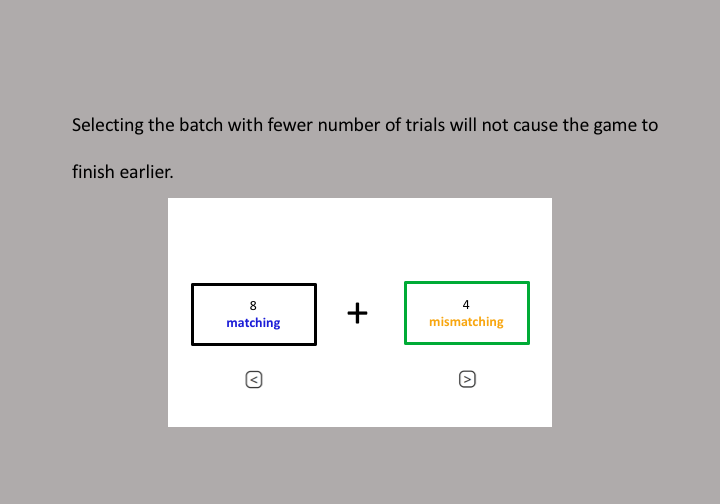 Selecting the batch with fewer number of trials will not cause the game to
finish earlier.
8
matching
+
4
mismatching
<
>